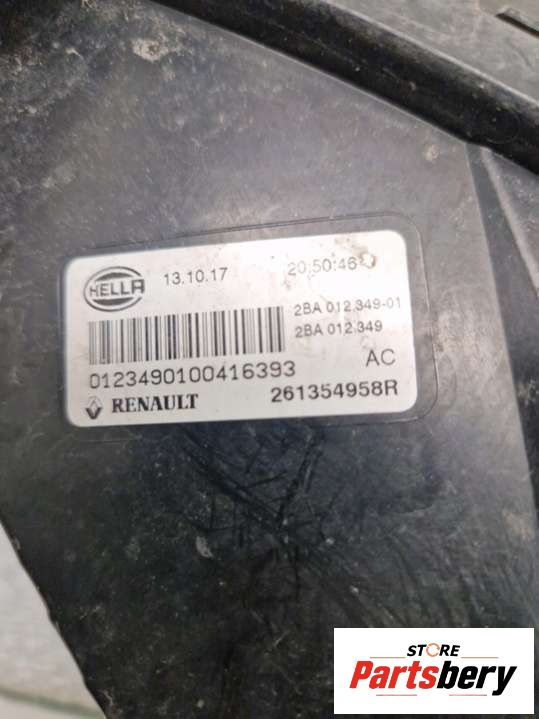 HELLA 13.10.17 20:50:46
2BA 012.349-01
2BA 012.349
0123490100416393 AC
RENAULT 261354958R
STORE
Partsbery